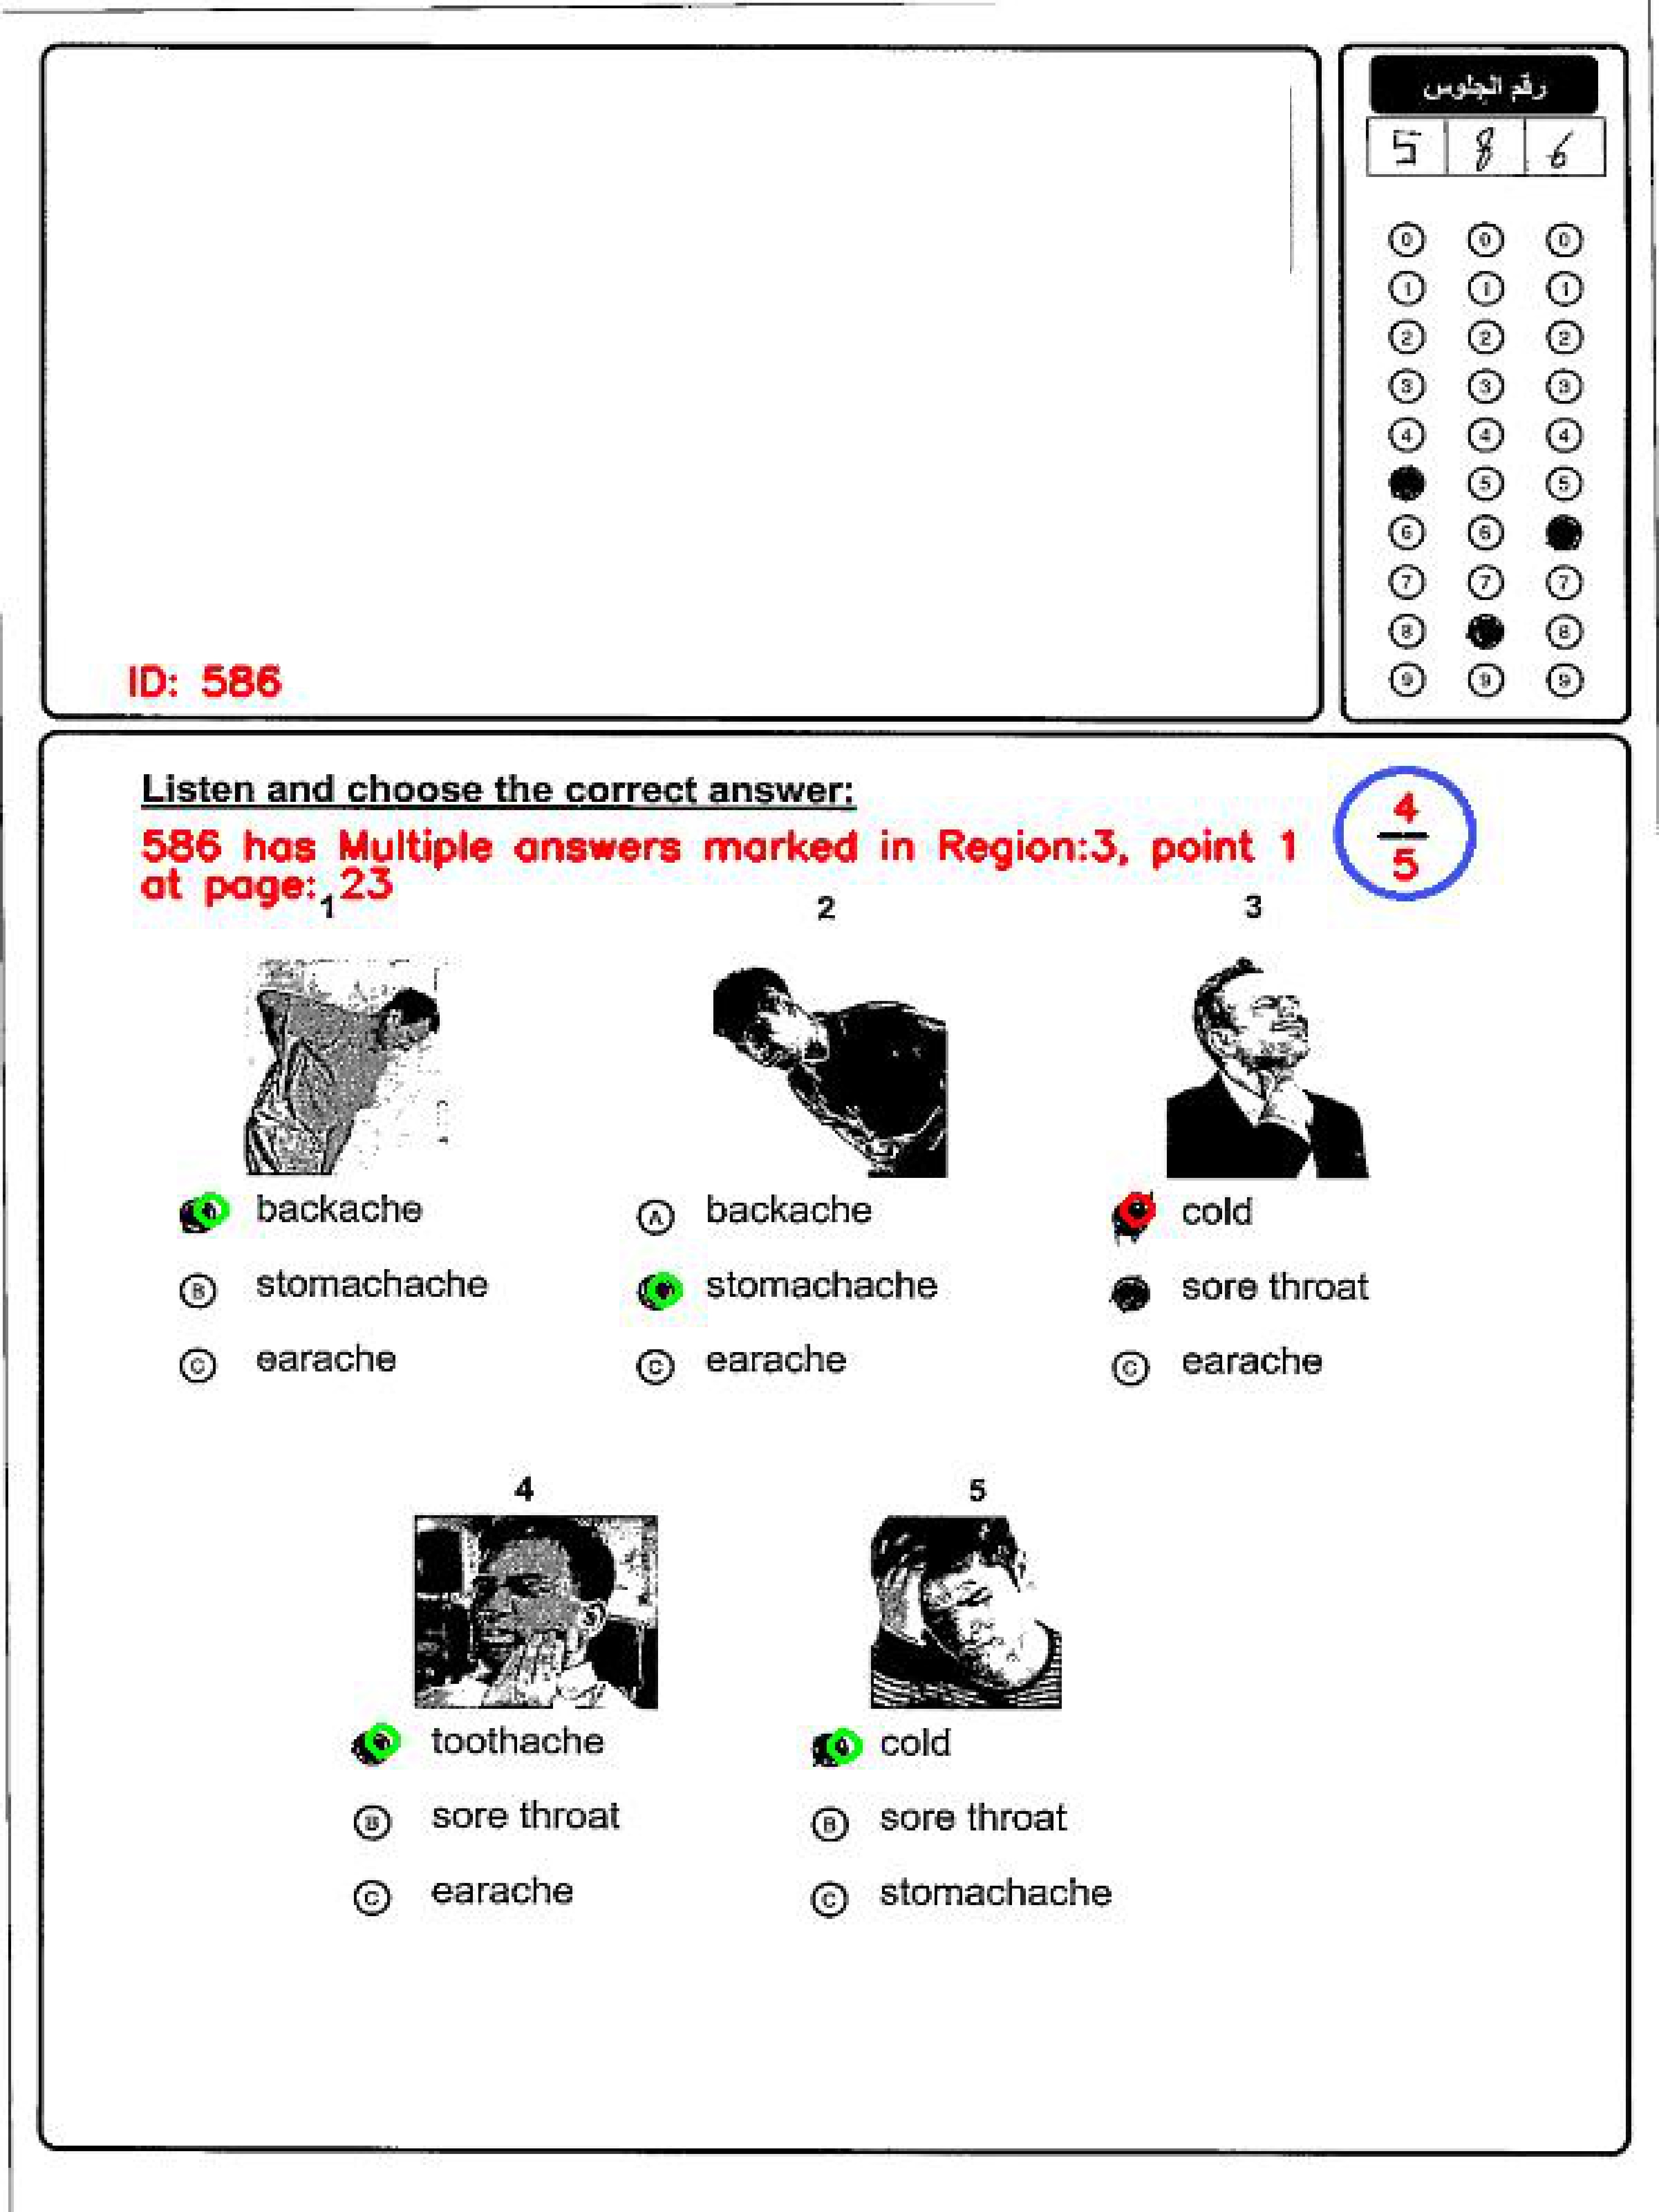 رقم الجلوس
5 8 6
0 0 0
1 1 1
2 2 2
3 3 3
4 4 4
5 5
6 6
7 7 7
8 8
9 9 9
ID: 586
Listen and choose the correct answer:
586 has Multiple answers marked in Region:3, point 1
at page: 23
4
5
1 2 3
backache A backache cold
B stomachache stomachache sore throat
C earache C earache C earache
4 5
toothache cold
B sore throat B sore throat
C earache C stomachache